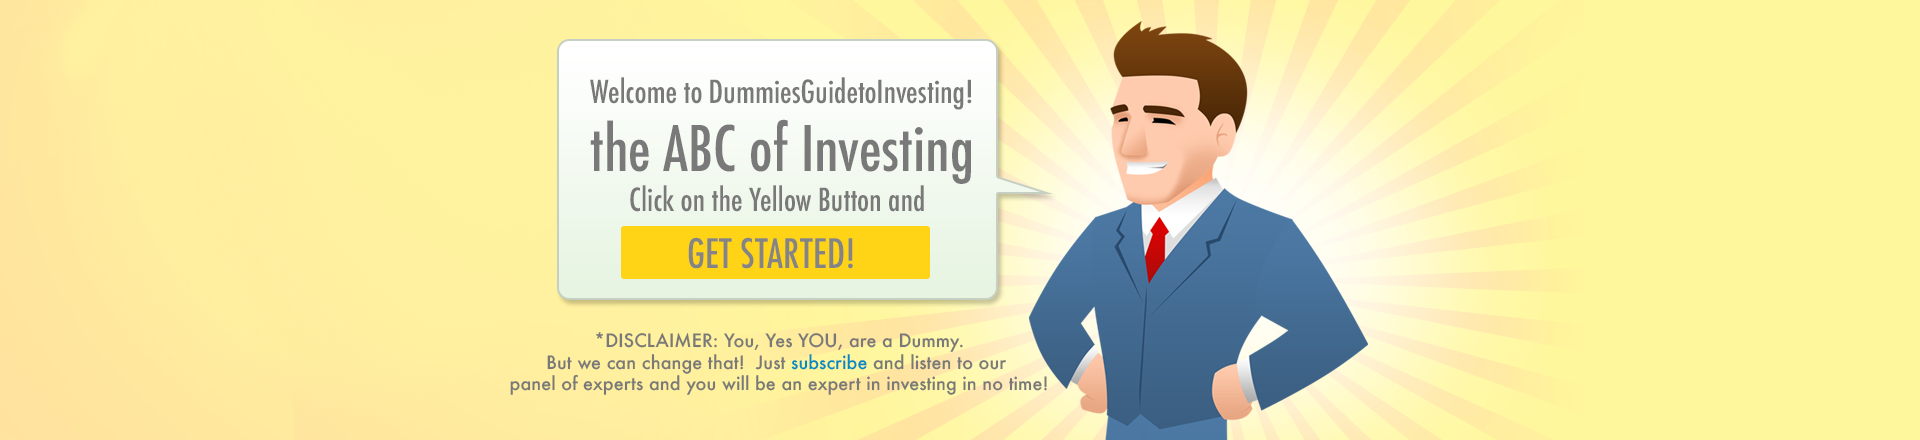 Welcome to DummiesGuidetoInvesting!
the ABC of Investing
Click on the Yellow Button and
GET STARTED!
*DISCLAIMER: You, Yes YOU, are a Dummy.
But we can change that! Just subscribe and listen to our
panel of experts and you will be an expert in investing in no time!